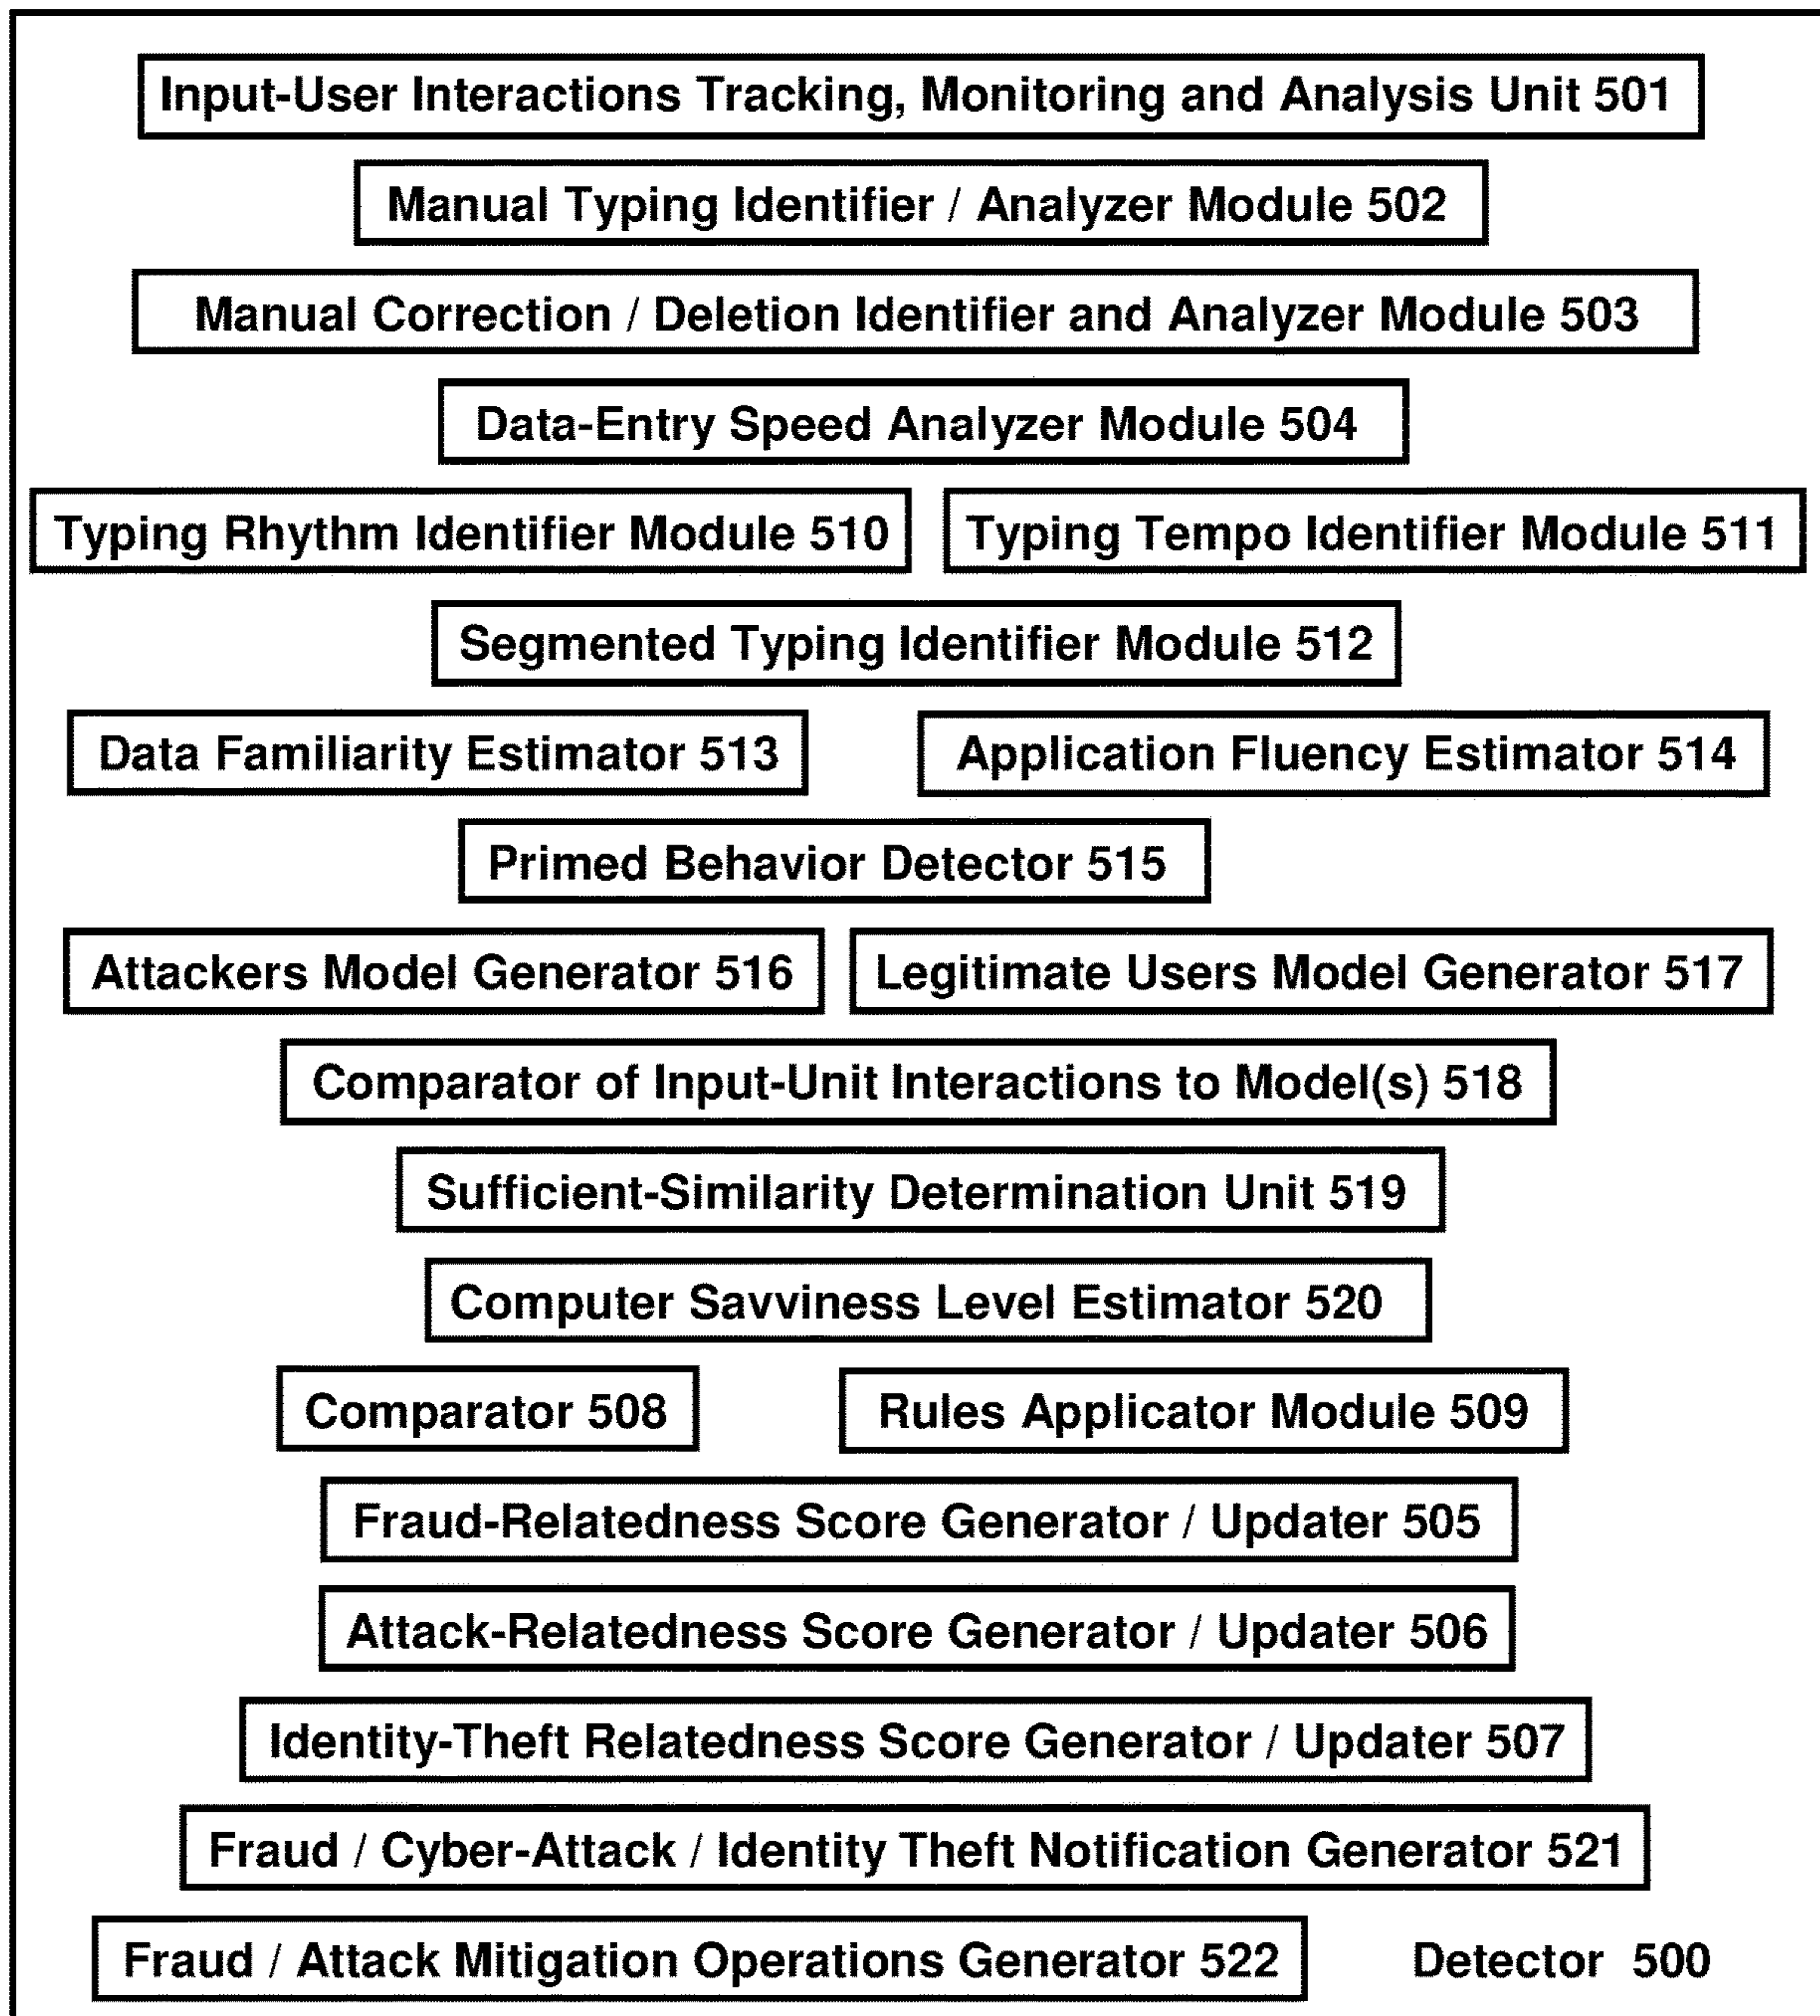 Input-User Interactions Tracking, Monitoring and Analysis Unit 501
Manual Typing Identifier / Analyzer Module 502
Manual Correction / Deletion Identifier and Analyzer Module 503
Data-Entry Speed Analyzer Module 504
Typing Rhythm Identifier Module 510 Typing Tempo Identifier Module 511
Segmented Typing Identifier Module 512
Data Familiarity Estimator 513 Application Fluency Estimator 514
Primed Behavior Detector 515
Attackers Model Generator 516 Legitimate Users Model Generator 517
Comparator of Input-Unit Interactions to Model(s) 518
Sufficient-Similarity Determination Unit 519
Computer Savviness Level Estimator 520
Comparator 508 Rules Applicator Module 509
Fraud-Relatedness Score Generator / Updater 505
Attack-Relatedness Score Generator / Updater 506
Identity-Theft Relatedness Score Generator / Updater 507
Fraud / Cyber-Attack / Identity Theft Notification Generator 521
Fraud / Attack Mitigation Operations Generator 522 Detector 500